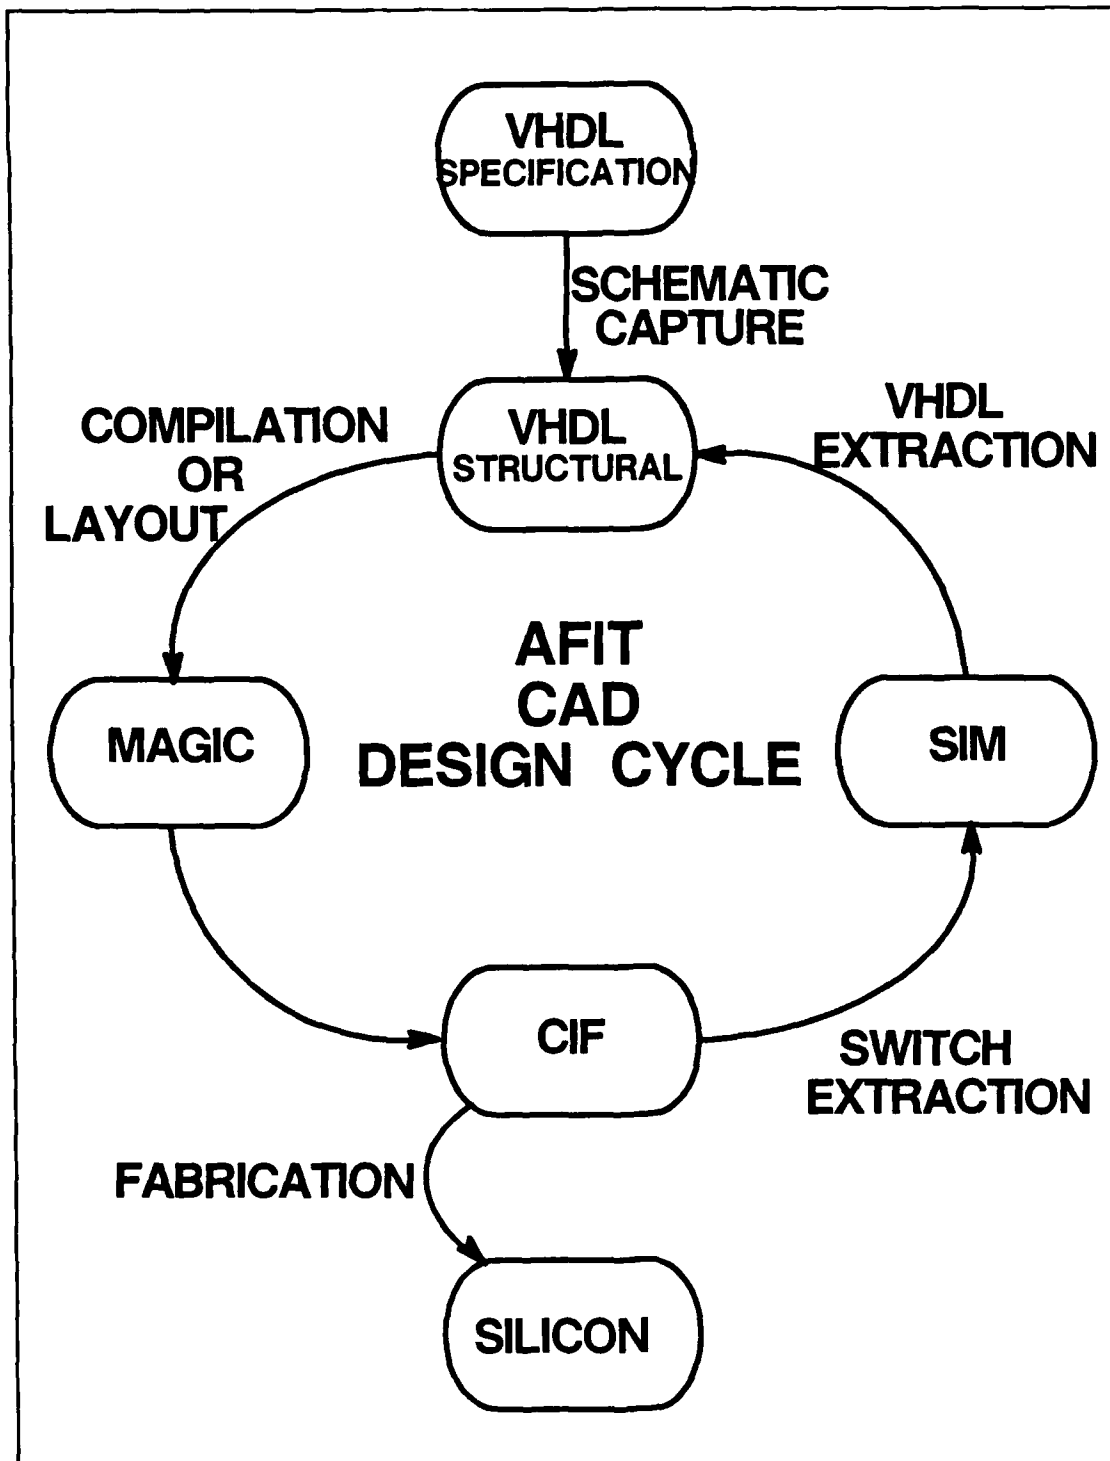 VHDL
SPECIFICATION
SCHEMATIC
CAPTURE
VHDL
STRUCTURAL
VHDL
EXTRACTION
COMPILATION
OR
LAYOUT
AFIT
CAD
DESIGN CYCLE
MAGIC
SIM
CIF
SWITCH
EXTRACTION
FABRICATION
SILICON